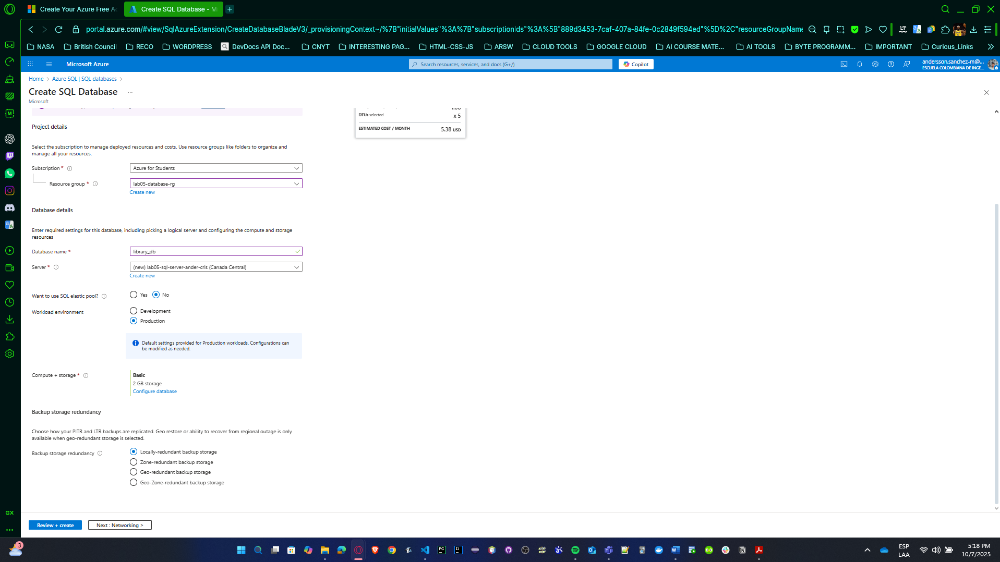 Create Your Azure Free A
Create SQL Database - Mi
portal.azure.com/#view/SqlAzureExtension/CreateDatabaseBladeV3/_provisioningContext~/%7B"initialValues"%3A%7B"subscriptionIds"%3A%5B"889d3453-7caf-407a-84fe-0c2849f594ed"%5D%2C"resourceGroupName
NASA
British Council
RECO
WORDPRESS
DevDocs API Doc...
CNYT
INTERESTING PAG...
HTML-CSS-JS
ARSW
CLOUD TOOLS
GOOGLE CLOUD
AI COURSE MATE...
AI TOOLS
BYTE PROGRAMM...
IMPORTANT
Curious_Links
Microsoft Azure
Search resources, services, and docs (G+/)
Copilot
andersson.sanchez-m@...
ESCUELA COLOMBIANA DE INGE...
Home > Azure SQL | SQL databases >
Create SQL Database ...
Microsoft
DTUs selected x 5
ESTIMATED COST / MONTH 5.38 USD
Project details
Select the subscription to manage deployed resources and costs. Use resource groups like folders to organize and
manage all your resources.
Subscription * Azure for Students
Resource group * lab05-database-rg
Create new
Database details
Enter required settings for this database, including picking a logical server and configuring the compute and storage
resources
Database name * library_db
Server * (new) lab05-sql-server-ander-cris (Canada Central)
Create new
Want to use SQL elastic pool? Yes No
Workload environment Development
Production
Default settings provided for Production workloads. Configurations can
be modified as needed.
Compute + storage * Basic
2 GB storage
Configure database
Backup storage redundancy
Choose how your PITR and LTR backups are replicated. Geo restore or ability to recover from regional outage is only
available when geo-redundant storage is selected.
Backup storage redundancy Locally-redundant backup storage
Zone-redundant backup storage
Geo-redundant backup storage
Geo-Zone-redundant backup storage
Review + create
Next : Networking >
GX
3
ESP
LAA
5:18 PM
10/7/2025